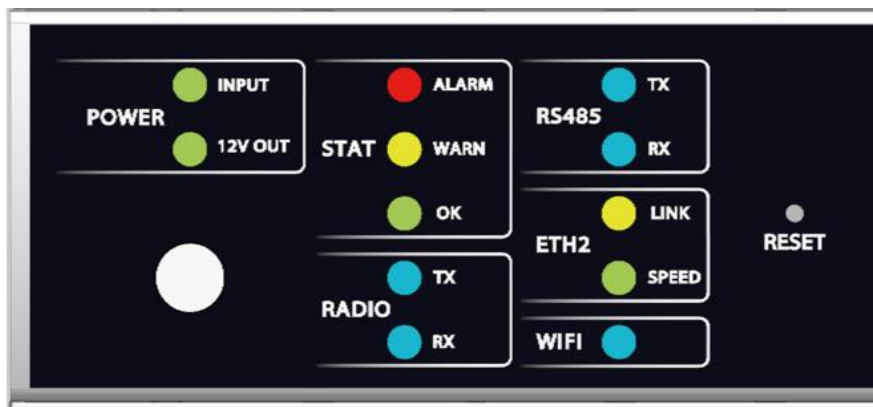 POWER
INPUT
12V OUT
STAT
ALARM
WARN
OK
RADIO
TX
RX
RS485
TX
RX
ETH2
LINK
SPEED
WIFI
RESET